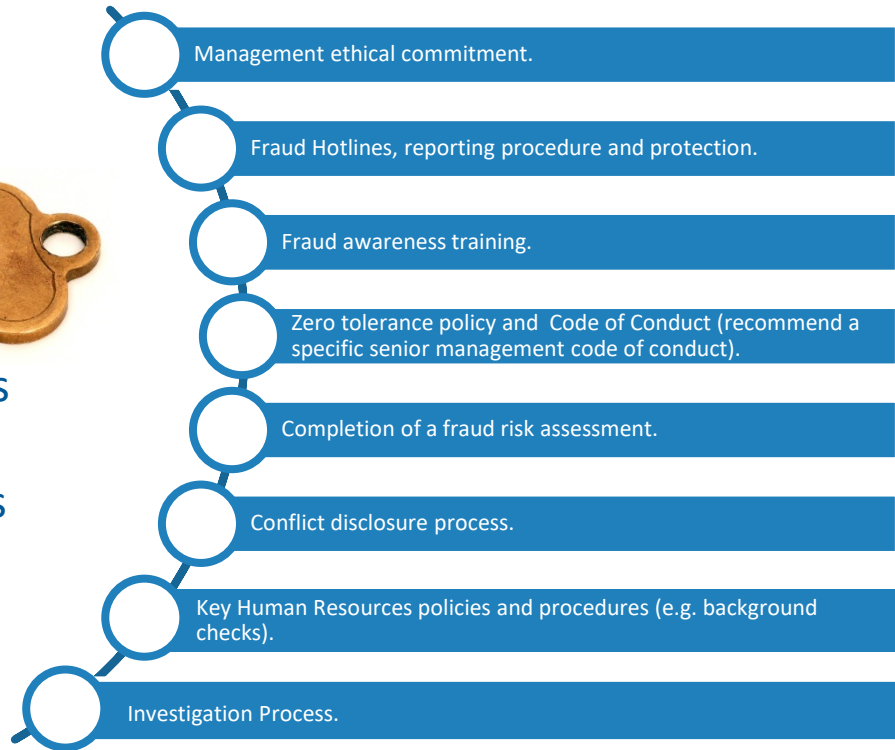 Management ethical commitment.
Fraud Hotlines, reporting procedure and protection.
Fraud awareness training.
Zero tolerance policy and  Code of Conduct (recommend a
specific senior management code of conduct).
s
Completion of a fraud risk assessment.
s
Conflict disclosure process.
Key Human Resources policies and procedures (e.g. background
checks).
Investigation Process.